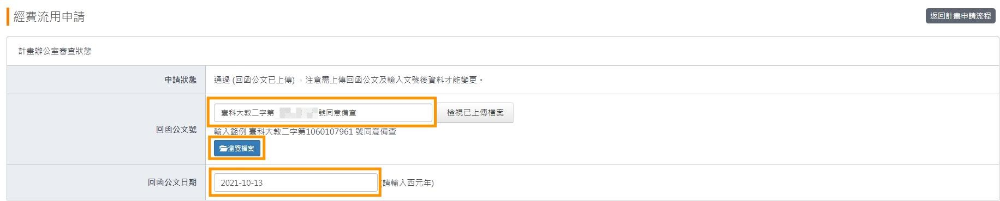 經費流用申請
返回計畫申請流程
計畫辦公室審查狀態
申請狀態 通過 (回函公文已上傳) ，注意需上傳回函公文及輸入文號後資料才能變更。
回函公文號
臺科大教二字第 號同意備查 檢視已上傳檔案
輸入範例 臺科大教二字第1060107961 號同意備查
瀏覽檔案
回函公文日期 2021-10-13 (請輸入西元年)